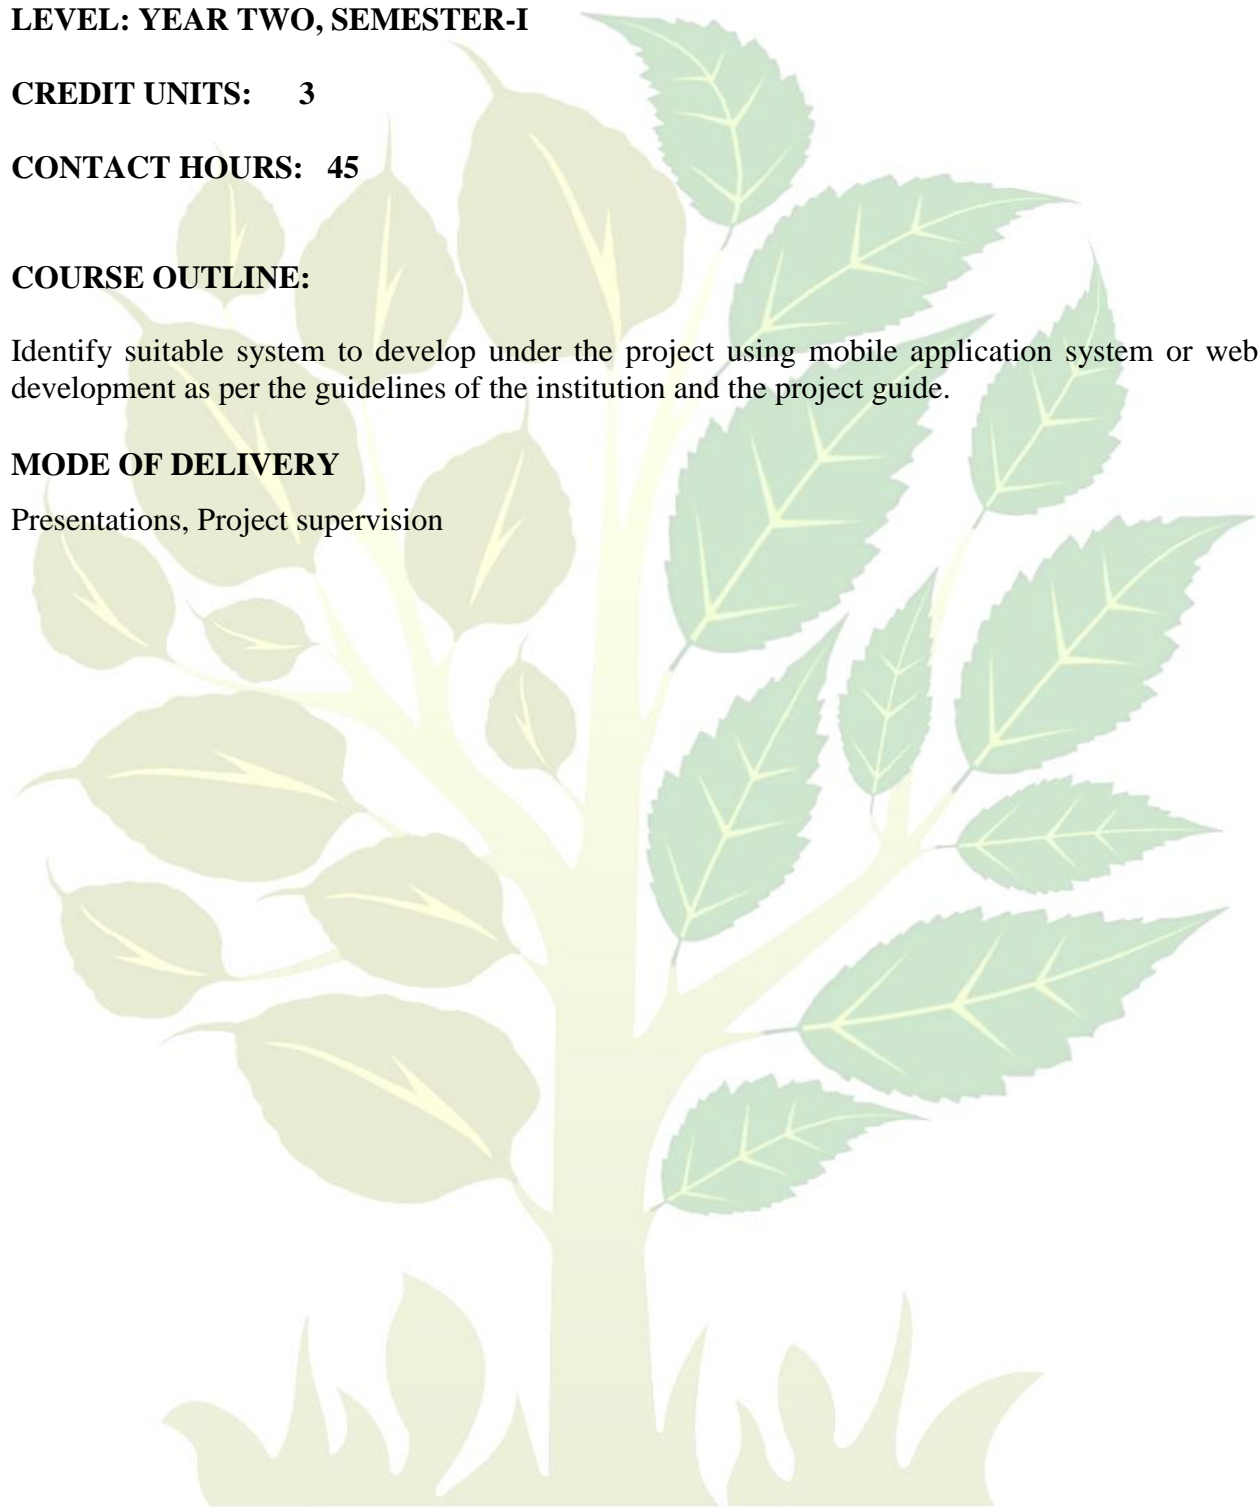 LEVEL: YEAR TWO, SEMESTER-I
CREDIT UNITS: 3
CONTACT HOURS: 45
COURSE OUTLINE:
Identify suitable system to develop under the project using mobile application system or web
development as per the guidelines of the institution and the project guide.
MODE OF DELIVERY
Presentations, Project supervision